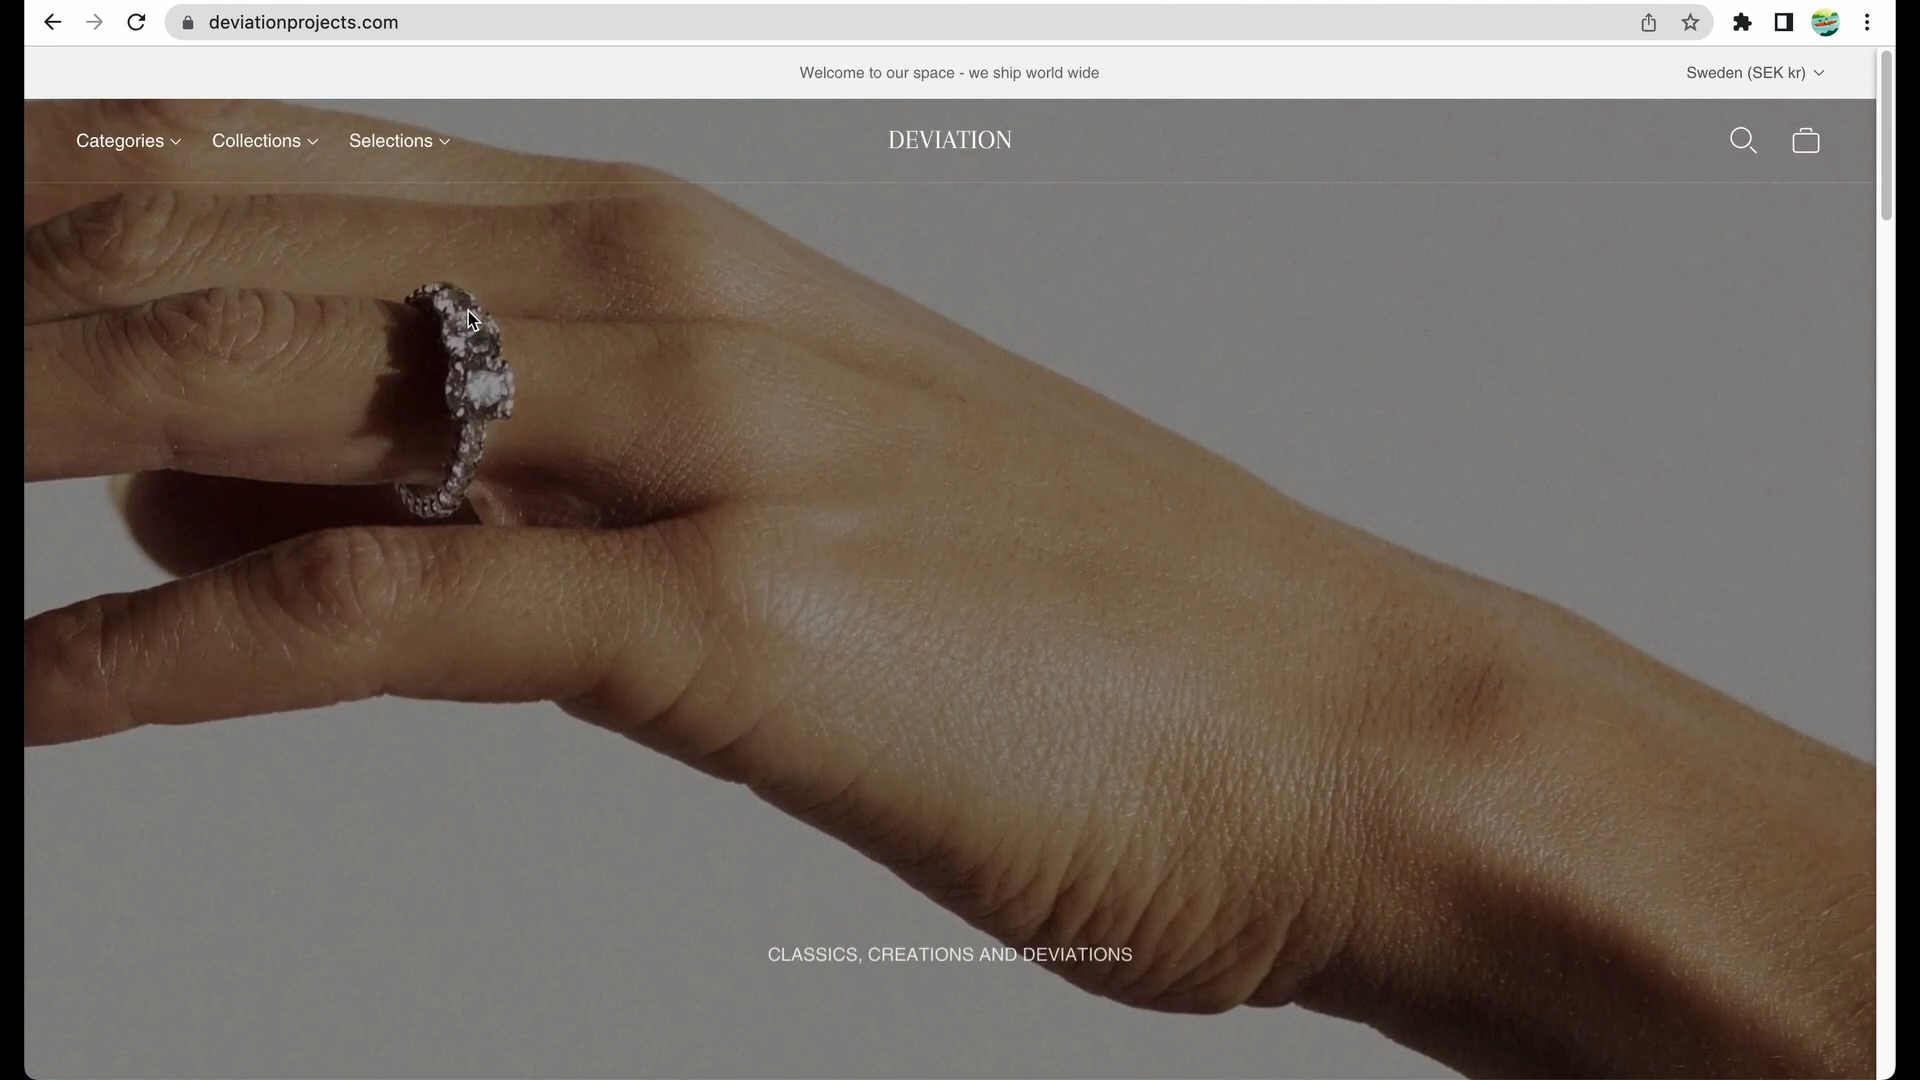 deviationprojects.com
Welcome to our space - we ship world wide
Sweden (SEK kr)
Categories
Collections
Selections
DEVIATION
CLASSICS, CREATIONS AND DEVIATIONS